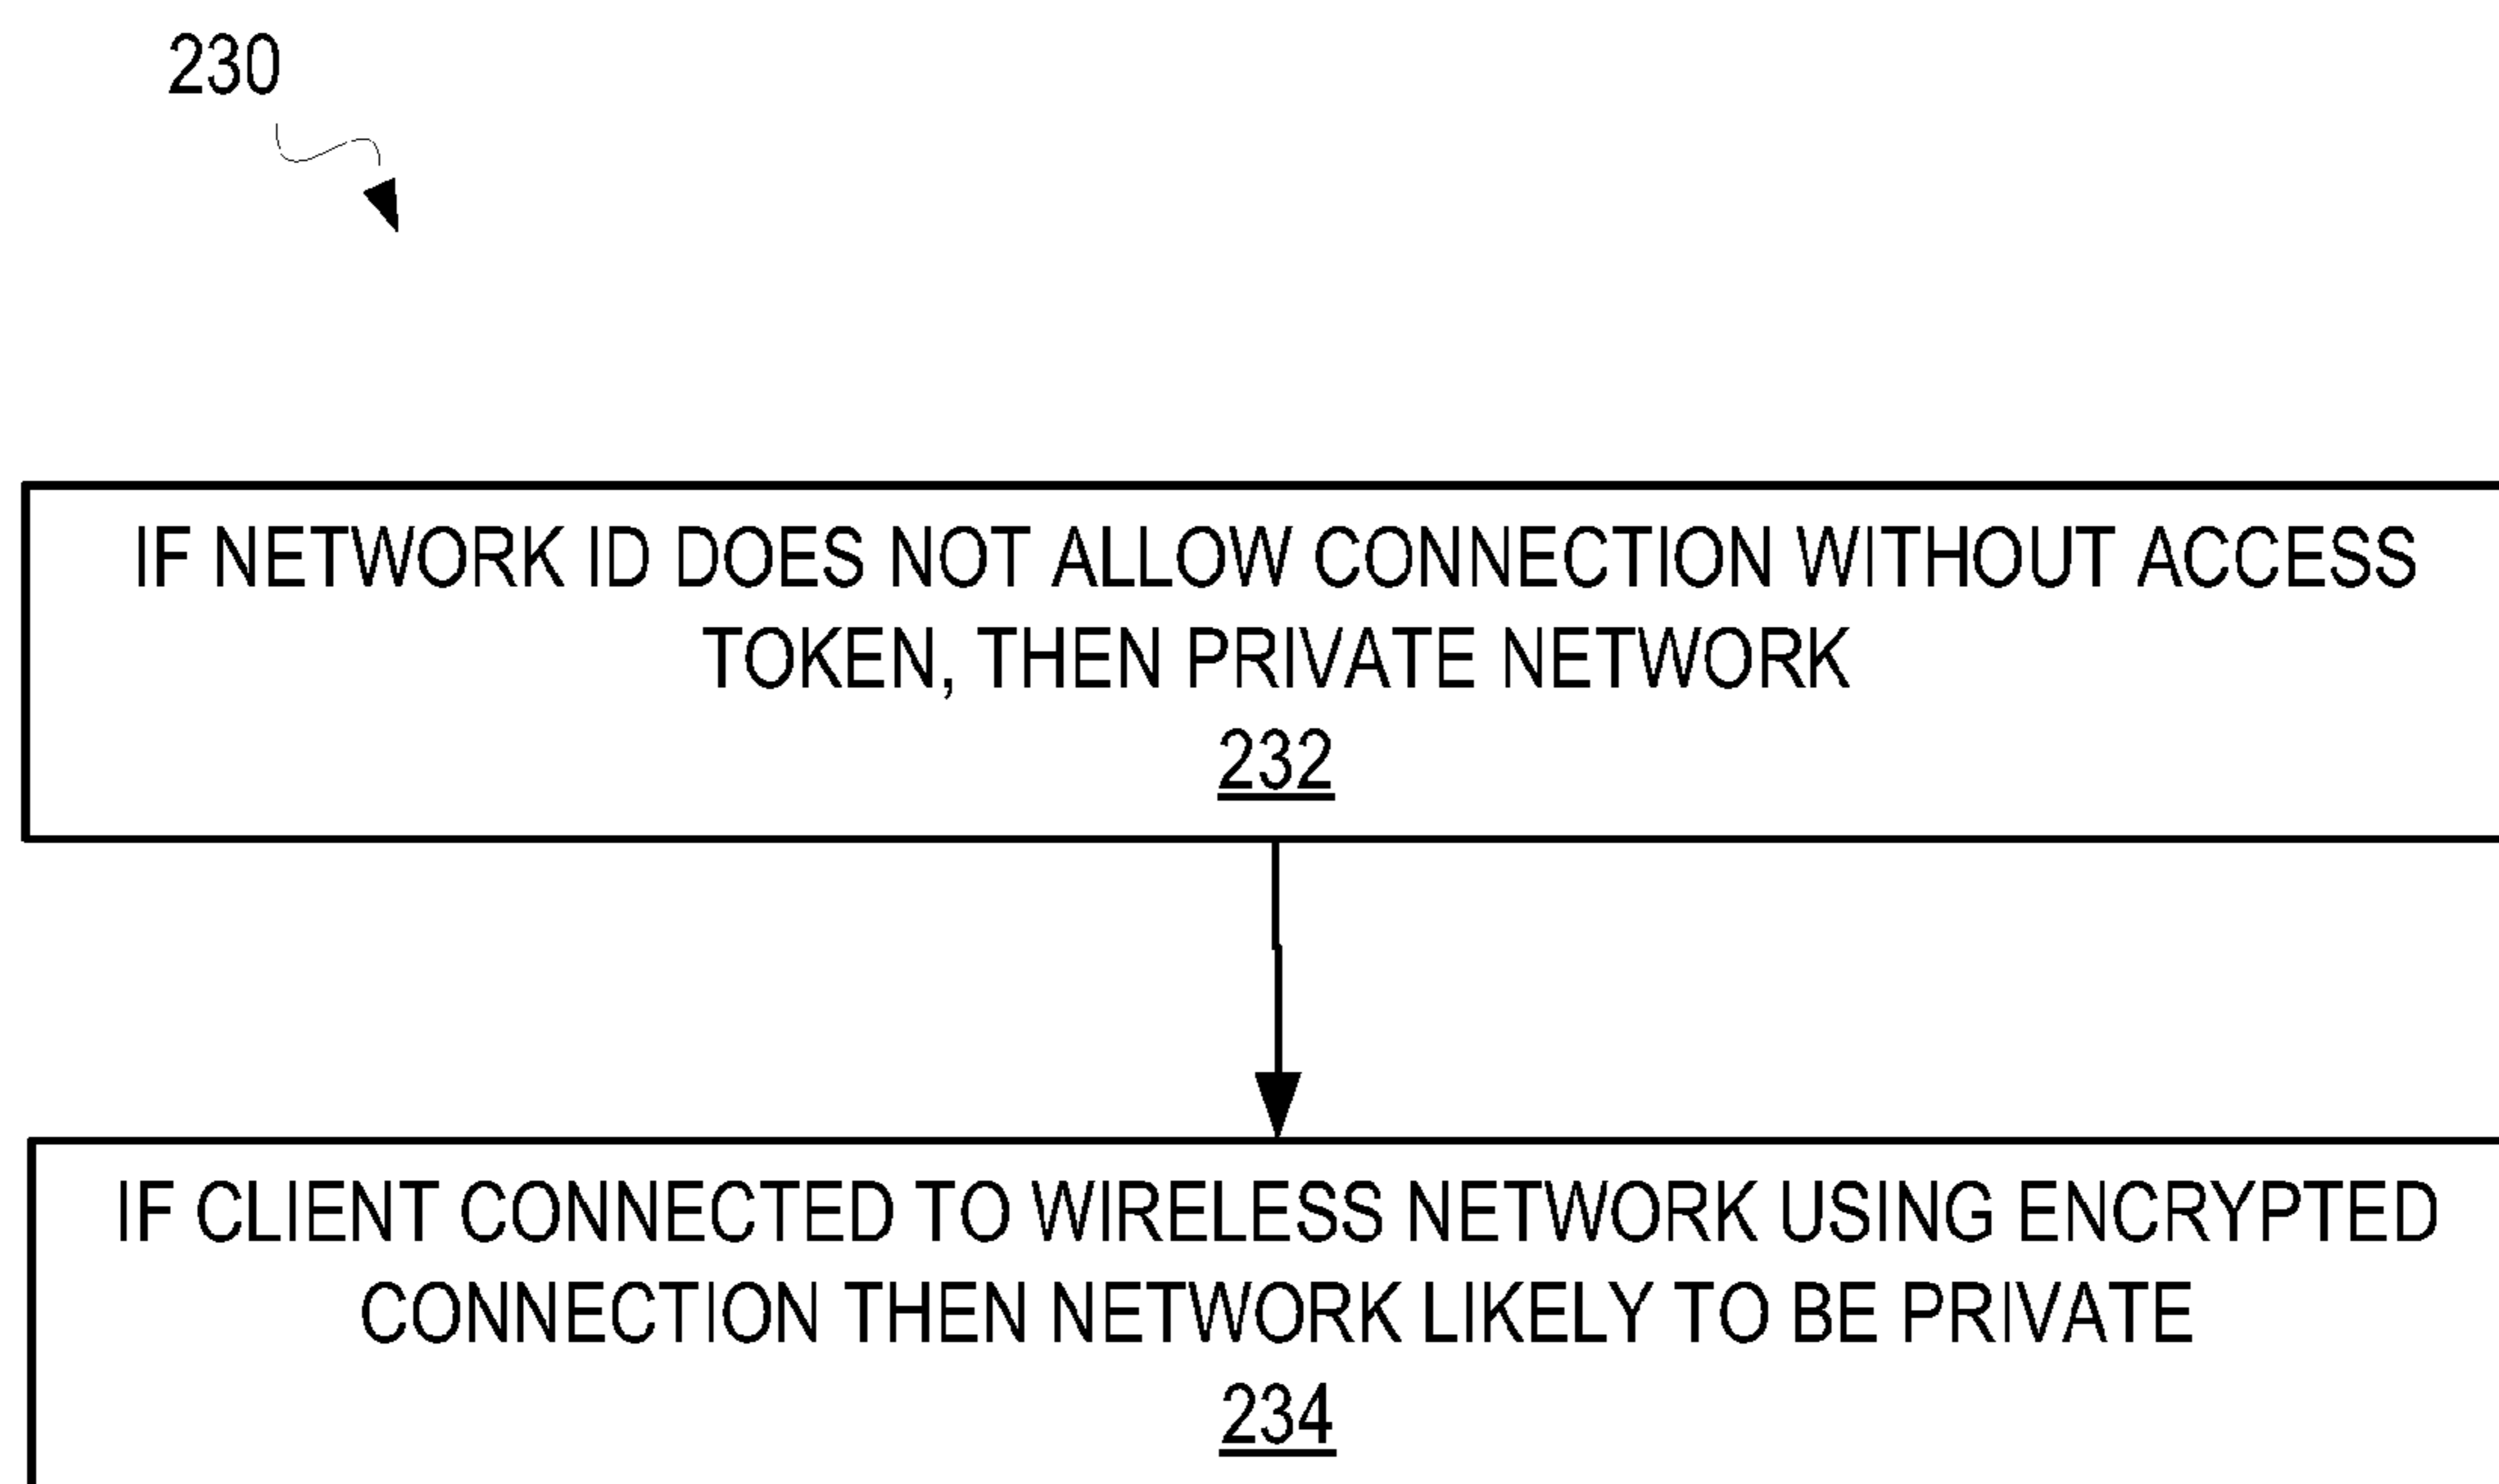 230
IF NETWORK ID DOES NOT ALLOW CONNECTION WITHOUT ACCESS
TOKEN, THEN PRIVATE NETWORK
232
IF CLIENT CONNECTED TO WIRELESS NETWORK USING ENCRYPTED
CONNECTION THEN NETWORK LIKELY TO BE PRIVATE
234